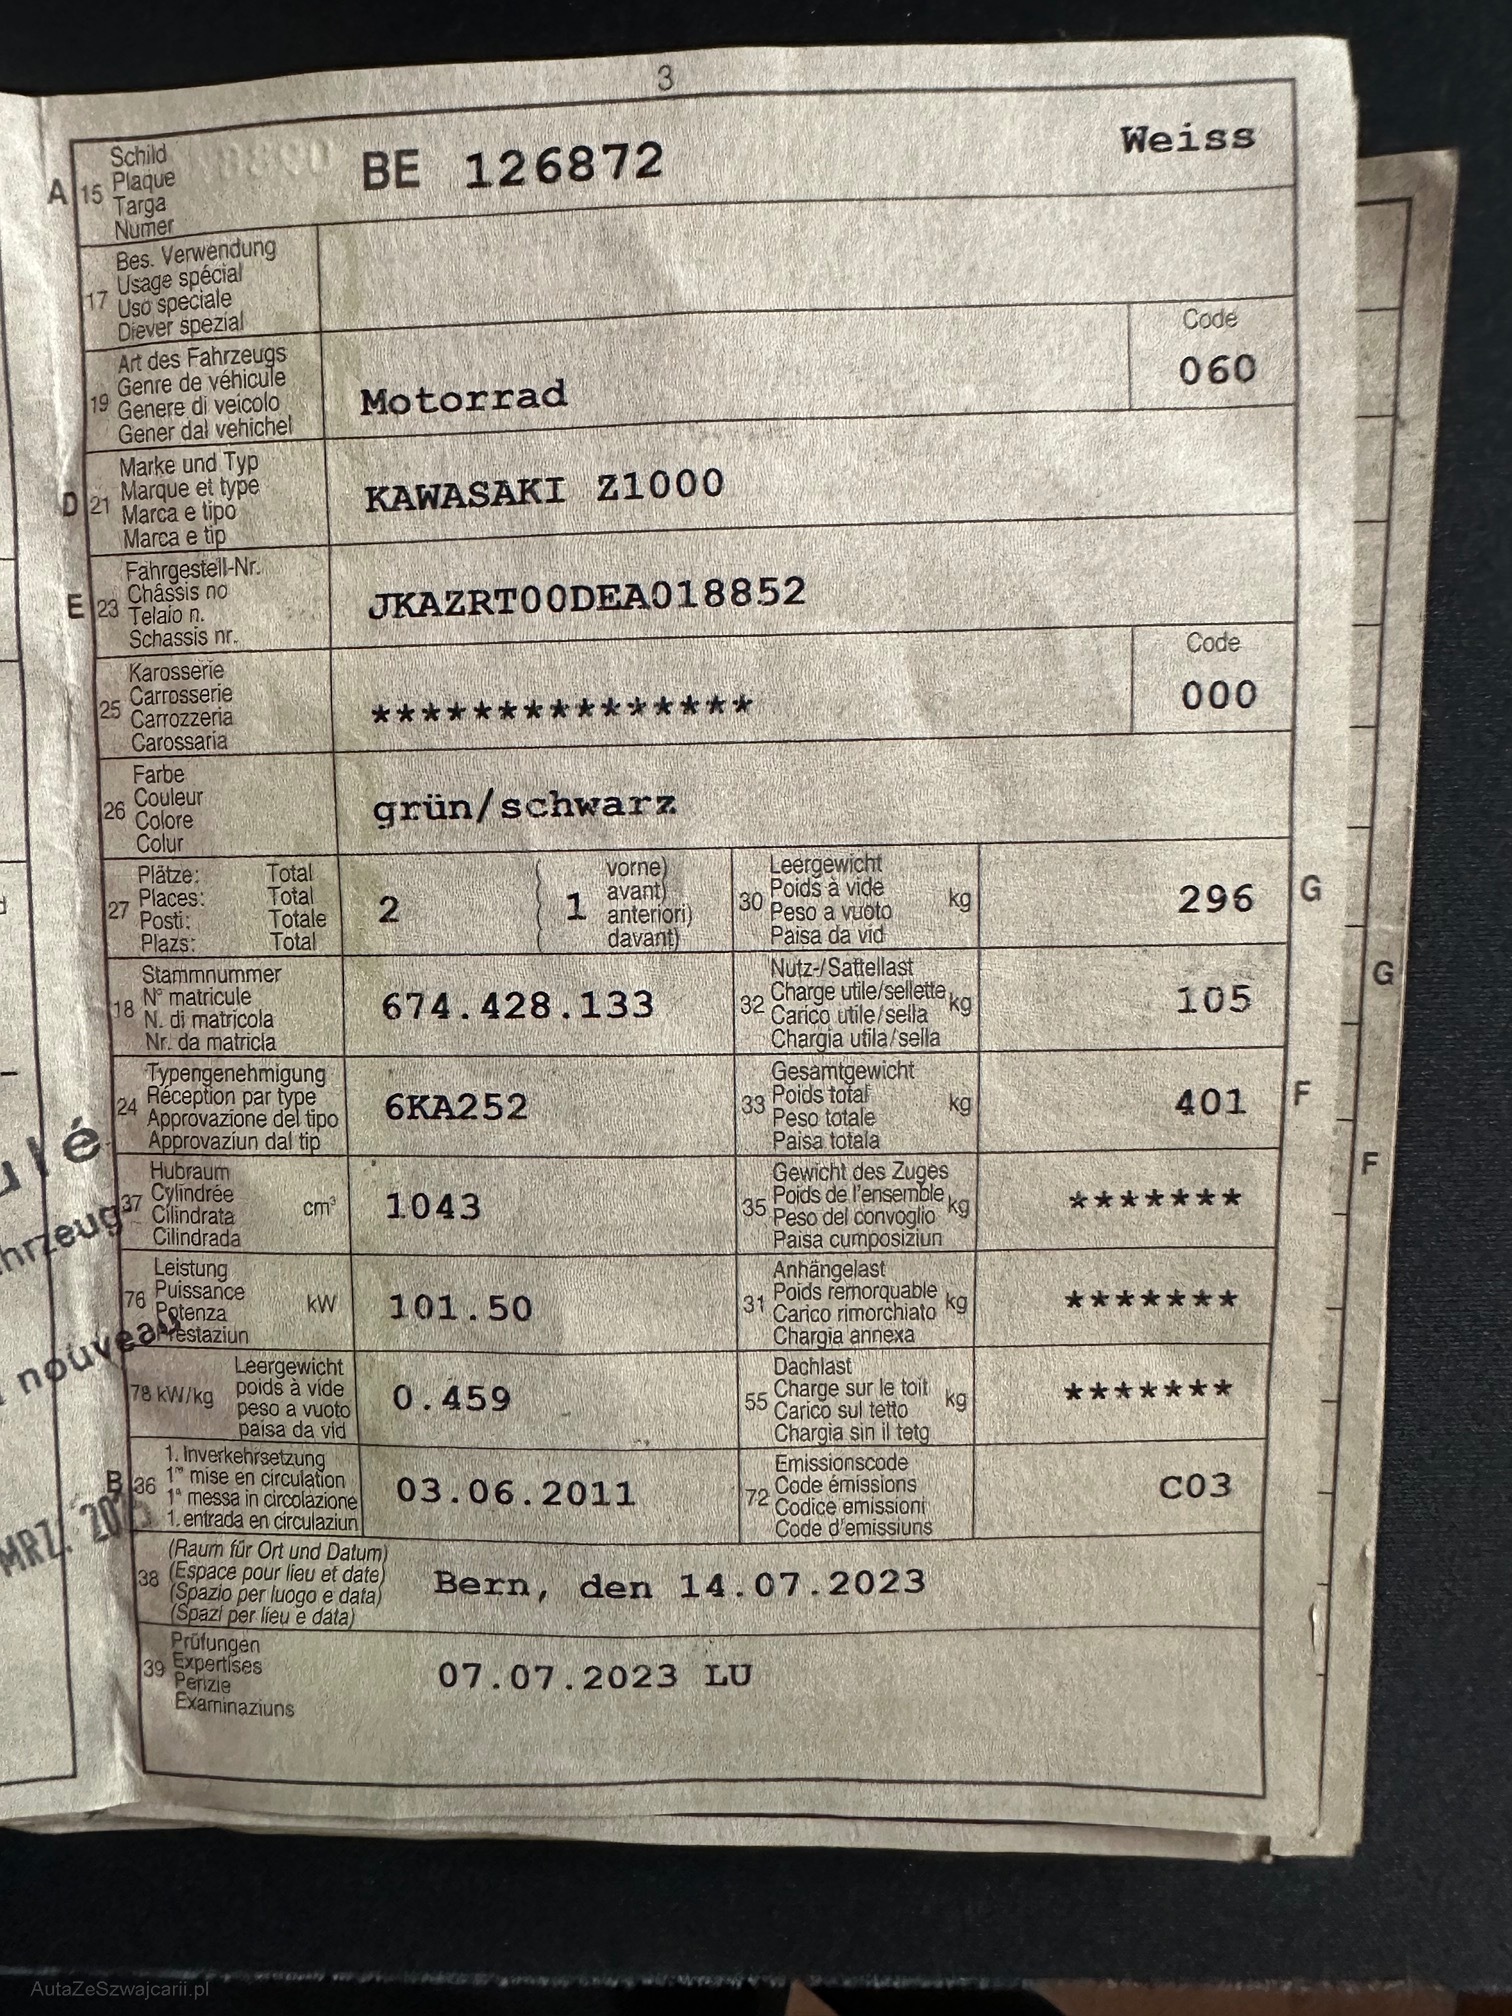 3
A 15 Schild
Plaque
Targa
Numer
BE 126872
Weiss
17 Bes. Verwendung
Usage spécial
Uso speciale
Diever spezial
19 Art des Fahrzeugs
Genre de véhicule
Genere di veicolo
Gener dal vehichel
Motorrad
Code
060
D 21 Marke und Typ
Marque et type
Marca e tipo
Marca e tip
KAWASAKI Z1000
E 23 Fahrgestell-Nr.
Châssis no
Telaio n.
Schassis nr.
JKAZRT00DEA018852
25 Karosserie
Carrosserie
Carrozzeria
Carossaria
***************
Code
000
26 Farbe
Couleur
Colore
Colur
grün/schwarz
27 Plätze: Total
Places: Total
Posti: Totale
Plazs: Total
2 ( 1 vorne)
( avant)
( anteriori)
( davant)
30 Leergewicht
Poids à vide
Peso a vuoto
Paisa da vid
kg
296
G
18 Stammnummer
N° matricule
N. di matricola
Nr. da matricla
674.428.133
32 Nutz-/Sattellast
Charge utile/sellette
Carico utile/sella
Chargia utila/sella
kg
105
G
24 Typengenehmigung
Réception par type
Approvazione del tipo
Approvaziun dal tip
6KA252
33 Gesamtgewicht
Poids total
Peso totale
Paisa totala
kg
401
F
37 Hubraum
Cylindrée
Cilindrata
Cilindrada
cm³
1043
35 Gewicht des Zuges
Poids de l'ensemble
Peso del convoglio
Paisa cumposiziun
kg
*******
F
76 Leistung
Puissance
Potenza
Prestaziun
kW
101.50
31 Anhängelast
Poids remorquable
Carico rimorchiato
Chargia annexa
kg
*******
78 kW/kg Leergewicht
poids à vide
peso a vuoto
paisa da vid
0.459
55 Dachlast
Charge sur le toit
Carico sul tetto
Chargia sin il tetg
kg
*******
B 36 1. Inverkehrsetzung
1re mise en circulation
1a messa in circolazione
1. entrada en circulaziun
03.06.2011
72 Emissionscode
Code émissions
Codice emissioni
Code d'emissiuns
C03
38 (Raum für Ort und Datum)
(Espace pour lieu et date)
(Spazio per luogo e data)
(Spazi per lieu e data)
Bern, den 14.07.2023
39 Prüfungen
Expertises
Perizie
Examinaziuns
07.07.2023 LU
nouveau
MRZ.
AutaZeSzwajcarii.pl